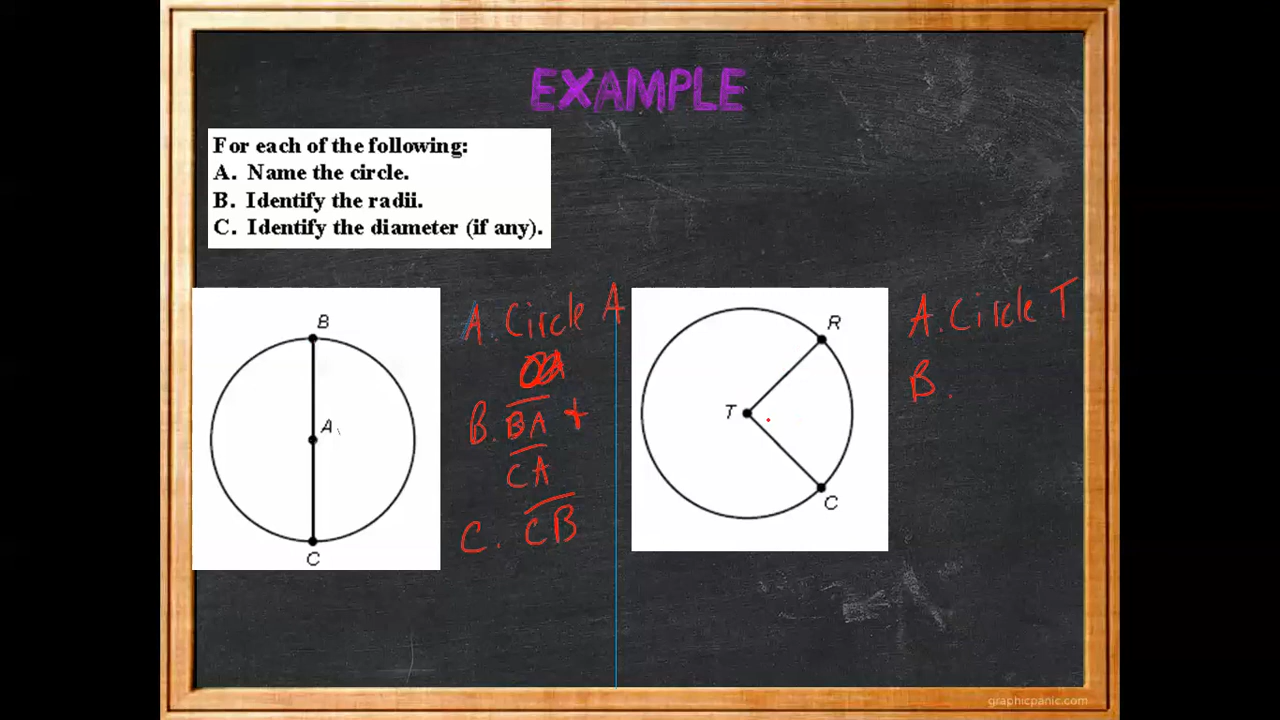 EXAMPLE
For each of the following:
A. Name the circle.
B. Identify the radii.
C. Identify the diameter (if any).
B
A
C
A. Circle A
B. BA +
CA
C. CB
R
T
C
A. Circle T
B.
graphicpanic.com